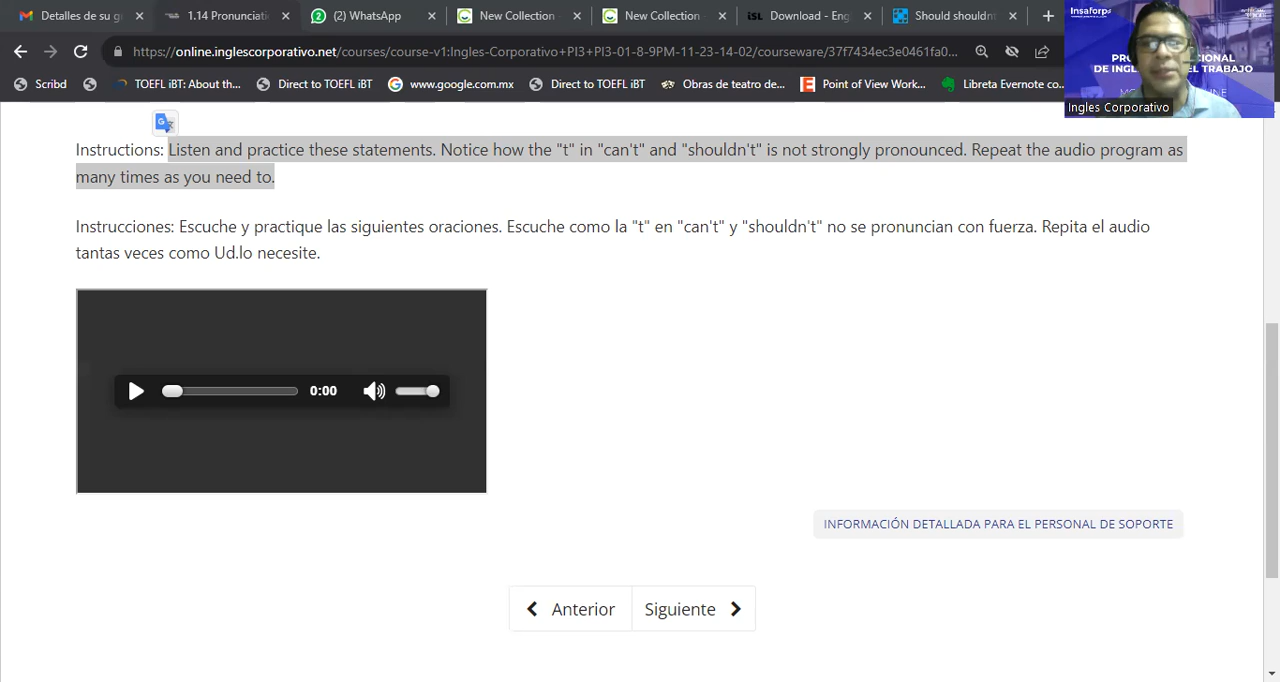 Detalles de su gi
1.14 Pronunciati
(2) WhatsApp
New Collection
New Collection
iSL Download - Eng
Should shouldn
https://online.inglescorporativo.net/courses/course-v1:Ingles-Corporativo+PI3+PI3-01-8-9PM-11-23-14-02/courseware/37f7434ec3e0461fa0...
Scribd
TOEFL iBT: About th...
Direct to TOEFL iBT
www.google.com.mx
Direct to TOEFL iBT
Obras de teatro de...
Point of View Work...
Libreta Evernote co...
Insaforp
DE INGL
EL TRABAJO
Ingles Corporativo
Instructions: Listen and practice these statements. Notice how the "t" in "can't" and "shouldn't" is not strongly pronounced. Repeat the audio program as
many times as you need to.
Instrucciones: Escuche y practique las siguientes oraciones. Escuche como la "t" en "can't" y "shouldn't" no se pronuncian con fuerza. Repita el audio
tantas veces como Ud.lo necesite.
0:00
INFORMACIÓN DETALLADA PARA EL PERSONAL DE SOPORTE
Anterior
Siguiente